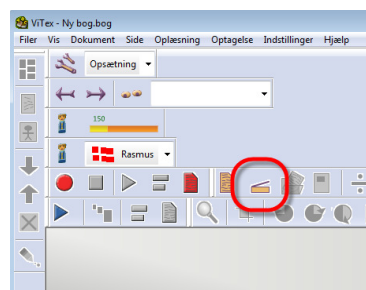 ViTex - Ny bog.bog
Filer Vis Dokument Side Oplæsning Optagelse Indstillinger Hjælp
Opsætning
150
Rasmus